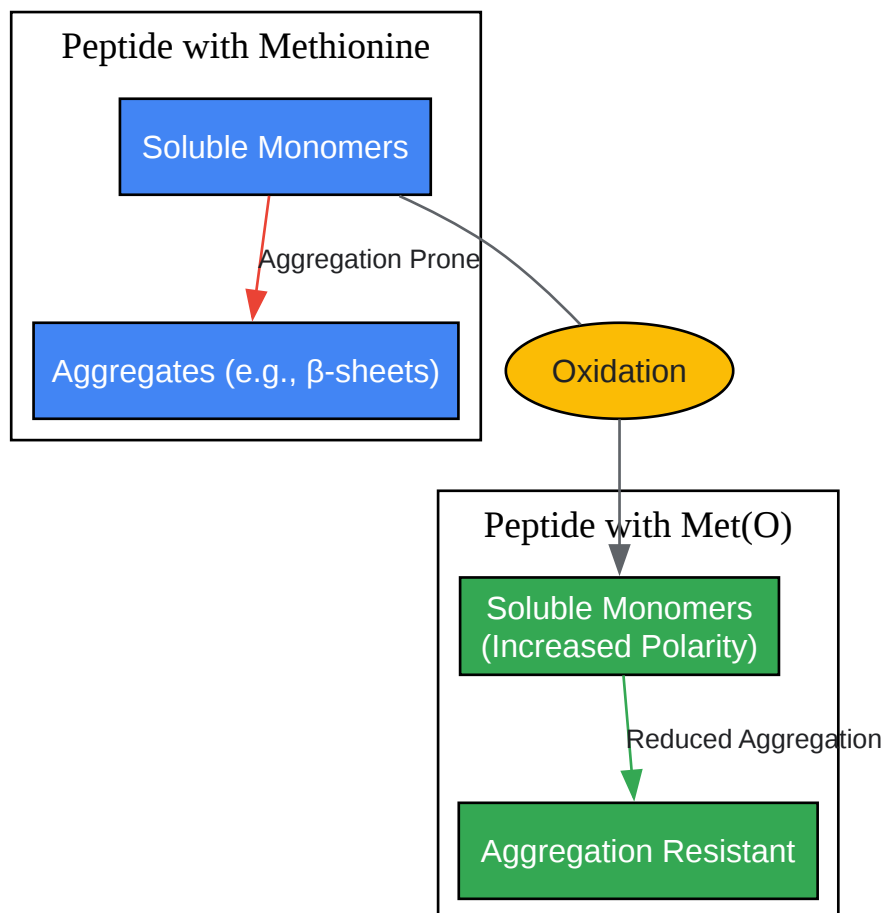 Peptide with Methionine
Soluble Monomers
Aggregation Prone
Aggregates (e.g., β-sheets)
Oxidation
Peptide with Met(O)
Soluble Monomers
(Increased Polarity)
Reduced Aggregation
Aggregation Resistant